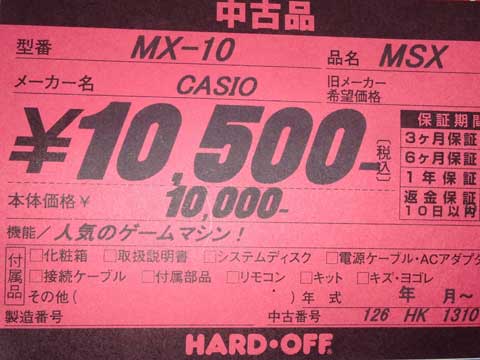 中古品
型番 MX-10 品名 MSX
メーカー名 CASIO 旧メーカー希望価格
¥10,500- 〔税込〕
保証期間
3ヶ月保証
6ヶ月保証
1年保証
返金保証
10日以内
本体価格¥ 10,000-
機能/人気のゲームマシン!
付属品 □化粧箱 □取扱説明書 □システムディスク □電源ケーブル・ACアダプタ
□接続ケーブル □付属部品 □リモコン □キット □キズ・ヨゴレ
その他( )年式 年 月~
製造番号 中古番号 126 HK 1310
HARD・OFF